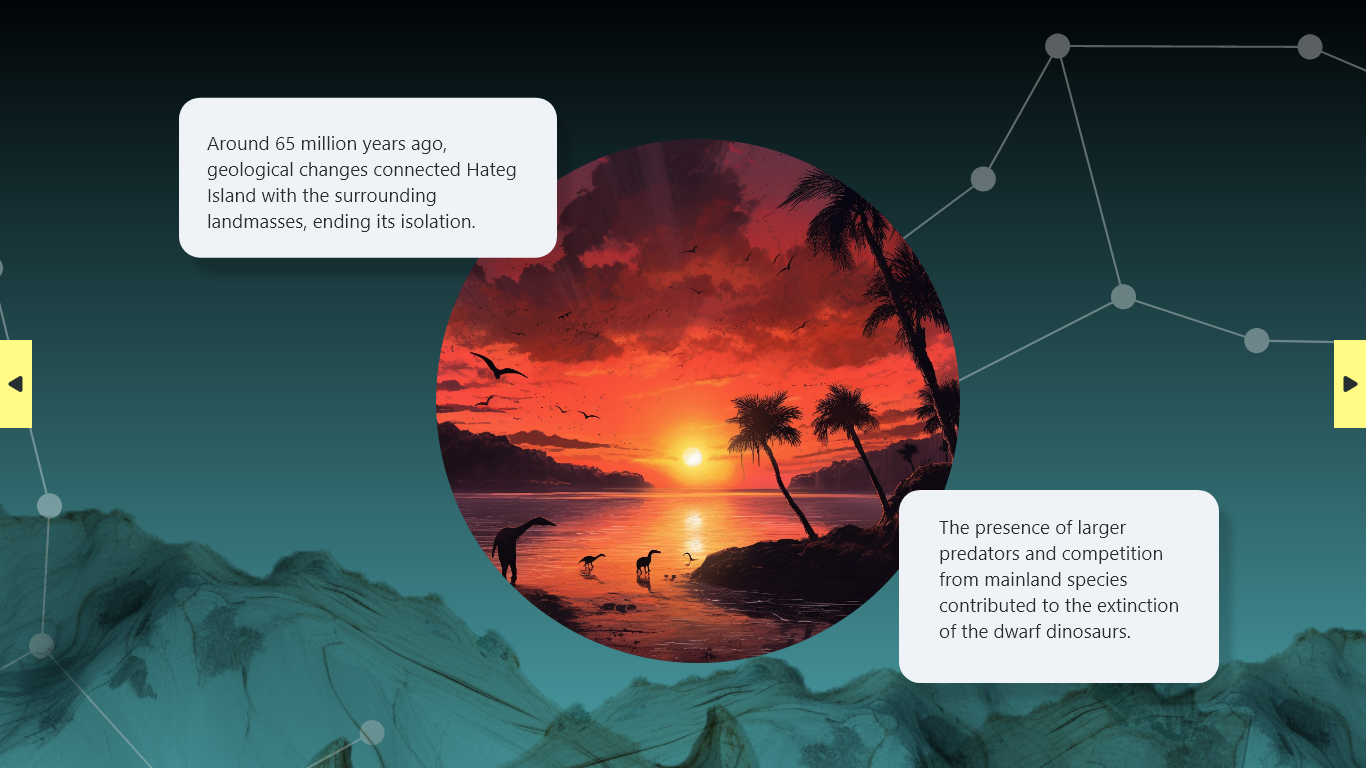 Around 65 million years ago,
geological changes connected Hateg
Island with the surrounding
landmasses, ending its isolation.
The presence of larger
predators and competition
from mainland species
contributed to the extinction
of the dwarf dinosaurs.